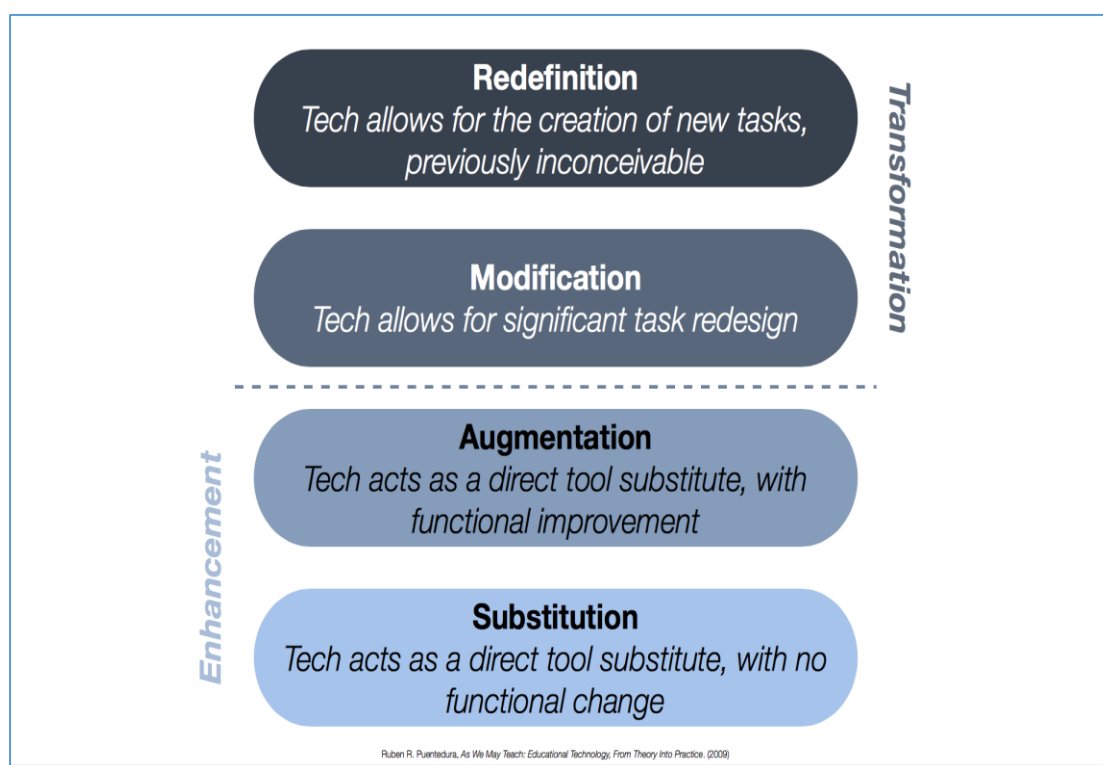 Redefinition
Tech allows for the creation of new tasks,
previously inconceivable
Transformation
Modification
Tech allows for significant task redesign
Augmentation
Tech acts as a direct tool substitute, with
functional improvement
Enhancement
Substitution
Tech acts as a direct tool substitute, with no
functional change
Ruben R. Puentedura, As We May Teach: Educational Technology, From Theory Into Practice. (2009)